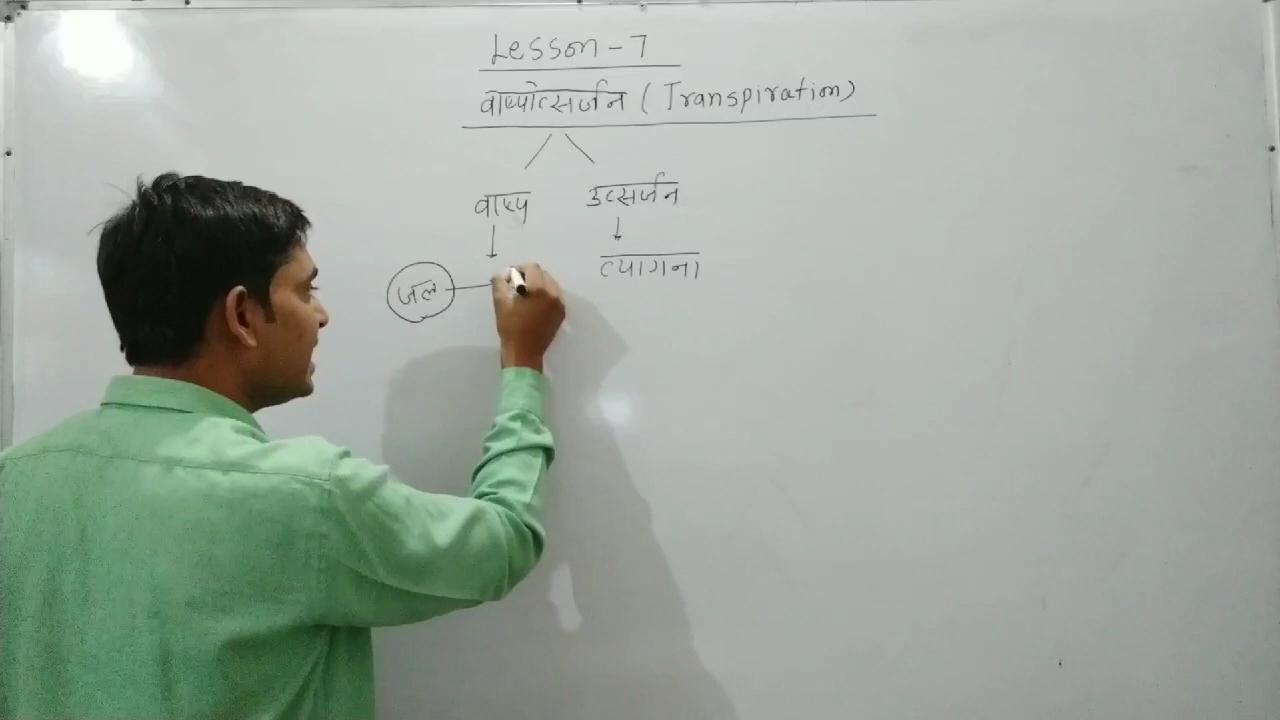 Lesson - 7
वाष्पोत्सर्जन ( Transpiration )
वाष्प उत्सर्जन
त्यागना
जल